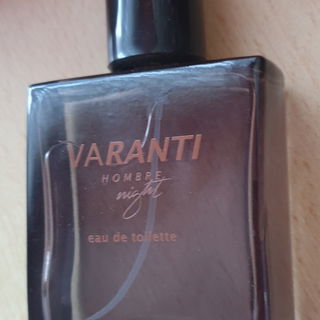 VARANTI
HOMBRE
night
eau de toilette